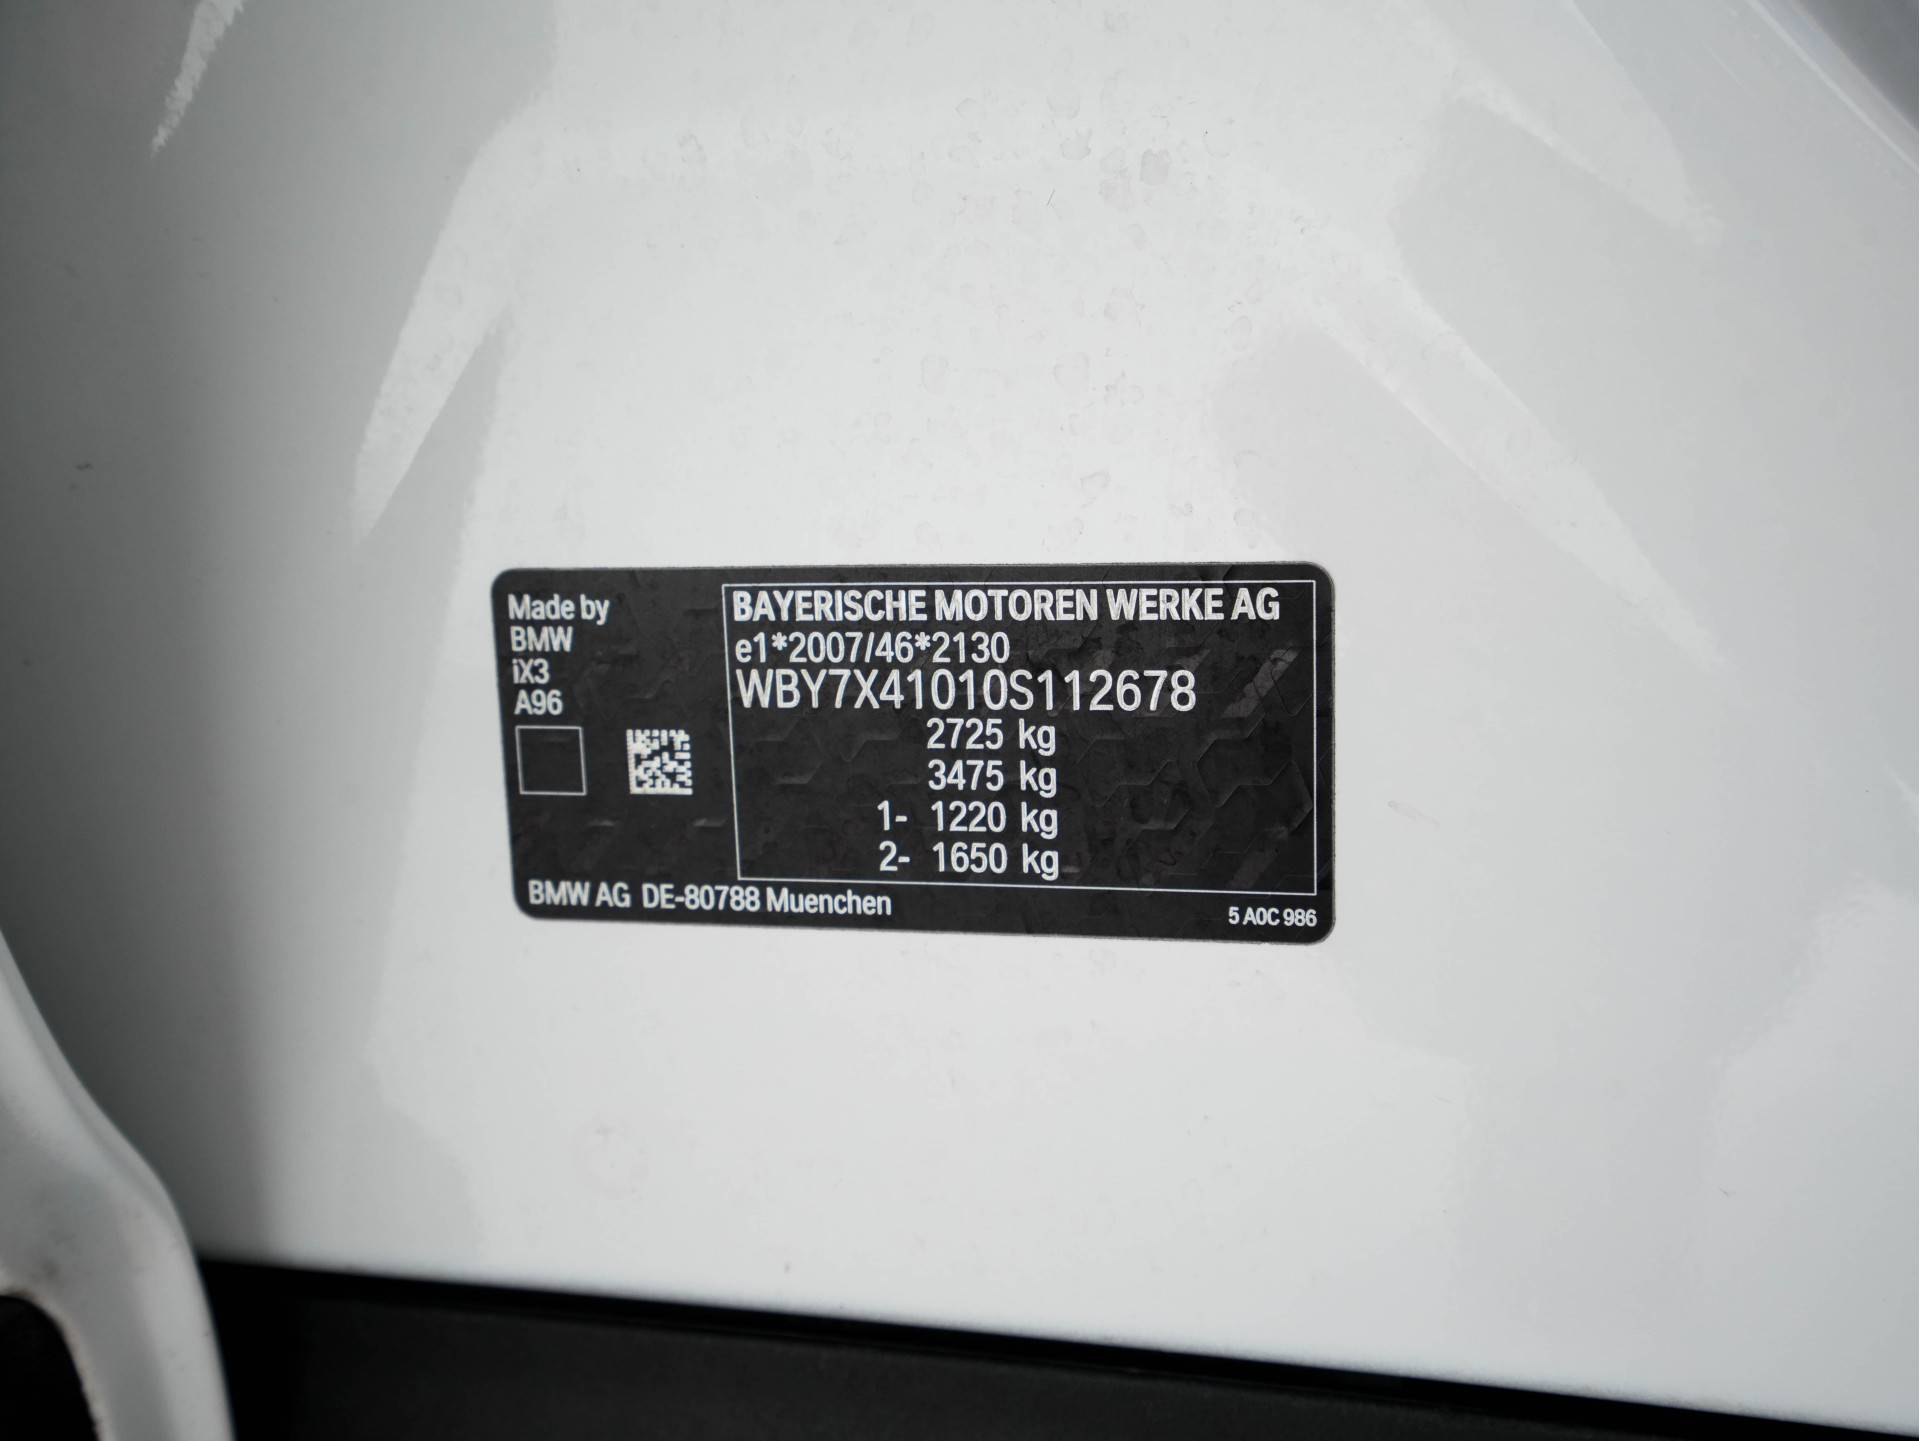 Made by
BMW
iX3
A96
BAYERISCHE MOTOREN WERKE AG
e1*2007/46*2130
WBY7X41010S112678
2725 kg
3475 kg
1- 1220 kg
2- 1650 kg
BMW AG DE-80788 Muenchen
5 A0C 986